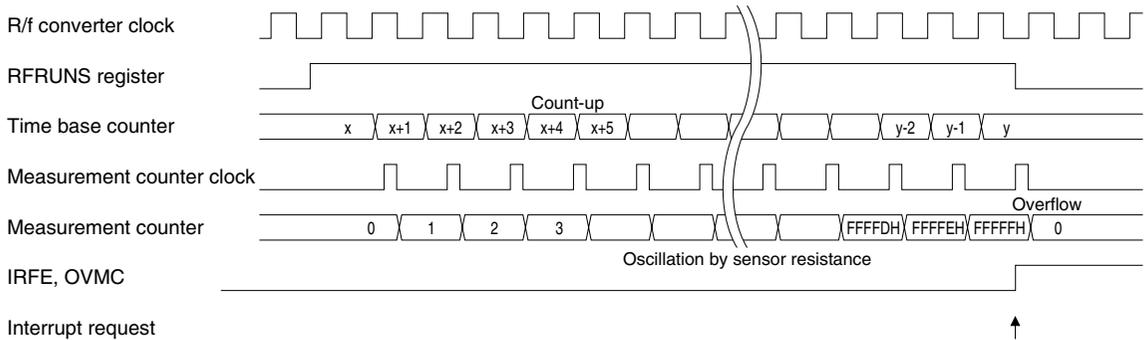 R/f converter clock
RFRUNS register
Count-up
Time base counter x x+1 x+2 x+3 x+4 x+5 y-2 y-1 y
Measurement counter clock
Overflow
Measurement counter 0 1 2 3 FFFFDH FFFFEH FFFFFH 0
Oscillation by sensor resistance
IRFE, OVMC
Interrupt request